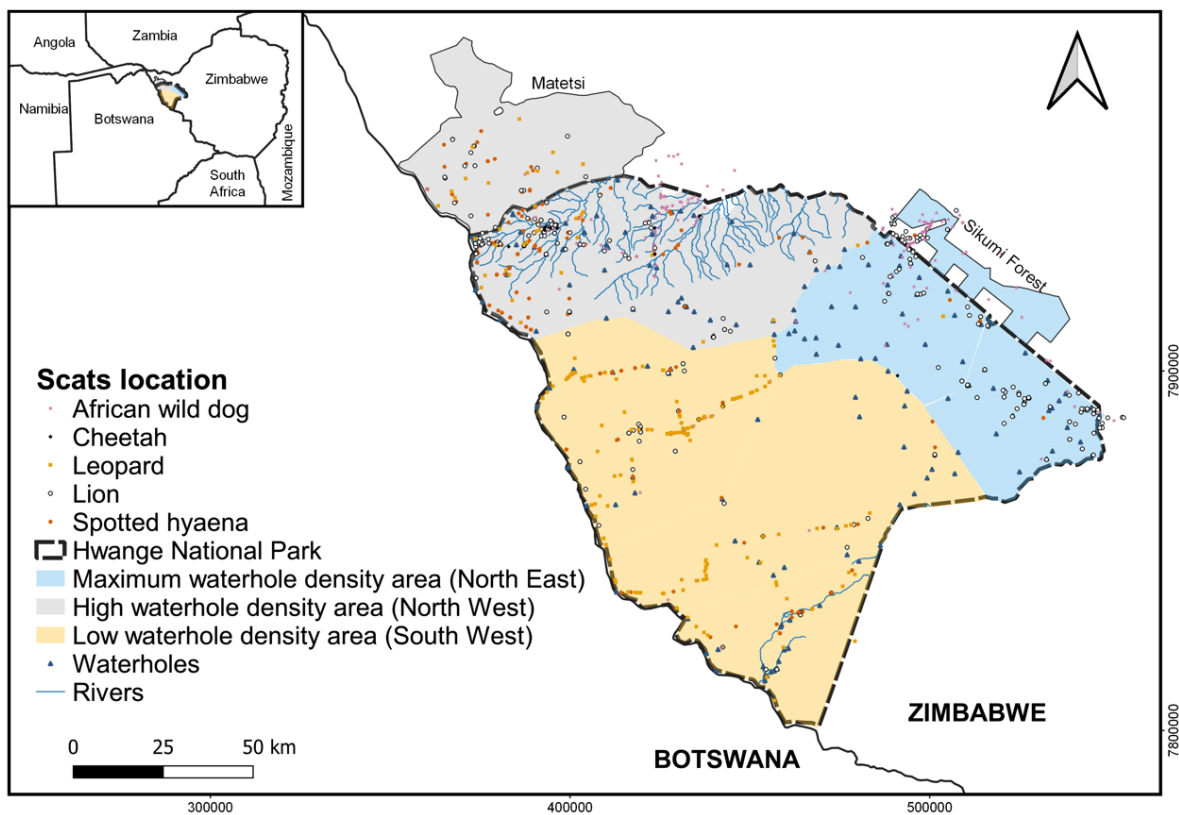 Angola
Zambia
Zimbabwe
Namibia
Botswana
Mozambique
South
Africa
Matetsi
Sikumi Forest
Scats location
African wild dog
Cheetah
Leopard
Lion
Spotted hyaena
Hwange National Park
Maximum waterhole density area (North East)
High waterhole density area (North West)
Low waterhole density area (South West)
Waterholes
Rivers
0 25 50 km
ZIMBABWE
BOTSWANA
7900000
7800000
300000 400000 500000